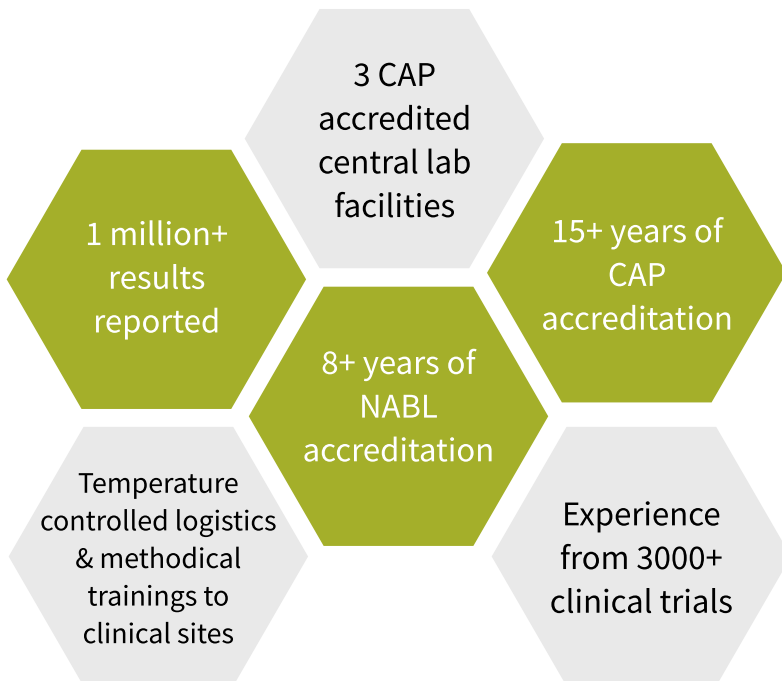 3 CAP
accredited
central lab
facilities
1 million+
results
reported
15+ years of
CAP
accreditation
8+ years of
NABL
accreditation
Temperature
controlled logistics
& methodical
trainings to
clinical sites
Experience
from 3000+
clinical trials